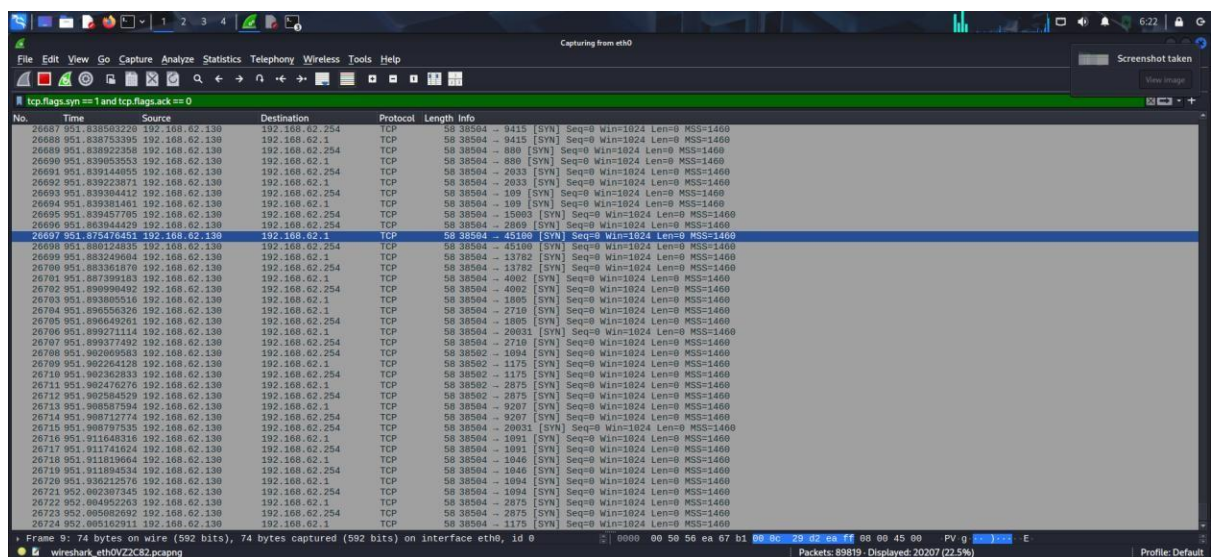 1 2 3 4
6:22
Capturing from eth0
File Edit View Go Capture Analyze Statistics Telephony Wireless Tools Help
Screenshot taken
View image
tcp.flags.syn == 1 and tcp.flags.ack == 0
No. Time Source Destination Protocol Length Info
26687 951.838503220 192.168.62.130 192.168.62.254 TCP 58 38504 → 9415 [SYN] Seq=0 Win=1024 Len=0 MSS=1460
26688 951.838753395 192.168.62.130 192.168.62.1 TCP 58 38504 → 9415 [SYN] Seq=0 Win=1024 Len=0 MSS=1460
26689 951.838922358 192.168.62.130 192.168.62.254 TCP 58 38504 → 880 [SYN] Seq=0 Win=1024 Len=0 MSS=1460
26690 951.839053553 192.168.62.130 192.168.62.1 TCP 58 38504 → 880 [SYN] Seq=0 Win=1024 Len=0 MSS=1460
26691 951.839144055 192.168.62.130 192.168.62.254 TCP 58 38504 → 2033 [SYN] Seq=0 Win=1024 Len=0 MSS=1460
26692 951.839223871 192.168.62.130 192.168.62.1 TCP 58 38504 → 2033 [SYN] Seq=0 Win=1024 Len=0 MSS=1460
26693 951.839304412 192.168.62.130 192.168.62.254 TCP 58 38504 → 109 [SYN] Seq=0 Win=1024 Len=0 MSS=1460
26694 951.839381461 192.168.62.130 192.168.62.1 TCP 58 38504 → 109 [SYN] Seq=0 Win=1024 Len=0 MSS=1460
26695 951.839457705 192.168.62.130 192.168.62.254 TCP 58 38504 → 15003 [SYN] Seq=0 Win=1024 Len=0 MSS=1460
26696 951.863944429 192.168.62.130 192.168.62.254 TCP 58 38504 → 2869 [SYN] Seq=0 Win=1024 Len=0 MSS=1460
26697 951.875476451 192.168.62.130 192.168.62.1 TCP 58 38504 → 45100 [SYN] Seq=0 Win=1024 Len=0 MSS=1460
26698 951.880124835 192.168.62.130 192.168.62.254 TCP 58 38504 → 45100 [SYN] Seq=0 Win=1024 Len=0 MSS=1460
26699 951.883249604 192.168.62.130 192.168.62.1 TCP 58 38504 → 13782 [SYN] Seq=0 Win=1024 Len=0 MSS=1460
26700 951.883361870 192.168.62.130 192.168.62.254 TCP 58 38504 → 13782 [SYN] Seq=0 Win=1024 Len=0 MSS=1460
26701 951.887399183 192.168.62.130 192.168.62.1 TCP 58 38504 → 4002 [SYN] Seq=0 Win=1024 Len=0 MSS=1460
26702 951.890990492 192.168.62.130 192.168.62.254 TCP 58 38504 → 4002 [SYN] Seq=0 Win=1024 Len=0 MSS=1460
26703 951.893805516 192.168.62.130 192.168.62.1 TCP 58 38504 → 1805 [SYN] Seq=0 Win=1024 Len=0 MSS=1460
26704 951.896556326 192.168.62.130 192.168.62.1 TCP 58 38504 → 2710 [SYN] Seq=0 Win=1024 Len=0 MSS=1460
26705 951.896649261 192.168.62.130 192.168.62.254 TCP 58 38504 → 1805 [SYN] Seq=0 Win=1024 Len=0 MSS=1460
26706 951.899271114 192.168.62.130 192.168.62.1 TCP 58 38504 → 20031 [SYN] Seq=0 Win=1024 Len=0 MSS=1460
26707 951.899377492 192.168.62.130 192.168.62.254 TCP 58 38504 → 2710 [SYN] Seq=0 Win=1024 Len=0 MSS=1460
26708 951.902069583 192.168.62.130 192.168.62.254 TCP 58 38502 → 1094 [SYN] Seq=0 Win=1024 Len=0 MSS=1460
26709 951.902264128 192.168.62.130 192.168.62.1 TCP 58 38502 → 1175 [SYN] Seq=0 Win=1024 Len=0 MSS=1460
26710 951.902362833 192.168.62.130 192.168.62.254 TCP 58 38502 → 1175 [SYN] Seq=0 Win=1024 Len=0 MSS=1460
26711 951.902476276 192.168.62.130 192.168.62.1 TCP 58 38502 → 2875 [SYN] Seq=0 Win=1024 Len=0 MSS=1460
26712 951.902584529 192.168.62.130 192.168.62.254 TCP 58 38502 → 2875 [SYN] Seq=0 Win=1024 Len=0 MSS=1460
26713 951.908587594 192.168.62.130 192.168.62.1 TCP 58 38504 → 9207 [SYN] Seq=0 Win=1024 Len=0 MSS=1460
26714 951.908712774 192.168.62.130 192.168.62.254 TCP 58 38504 → 9207 [SYN] Seq=0 Win=1024 Len=0 MSS=1460
26715 951.908797535 192.168.62.130 192.168.62.254 TCP 58 38504 → 20031 [SYN] Seq=0 Win=1024 Len=0 MSS=1460
26716 951.911648316 192.168.62.130 192.168.62.1 TCP 58 38504 → 1091 [SYN] Seq=0 Win=1024 Len=0 MSS=1460
26717 951.911741624 192.168.62.130 192.168.62.254 TCP 58 38504 → 1091 [SYN] Seq=0 Win=1024 Len=0 MSS=1460
26718 951.911819664 192.168.62.130 192.168.62.1 TCP 58 38504 → 1046 [SYN] Seq=0 Win=1024 Len=0 MSS=1460
26719 951.911894534 192.168.62.130 192.168.62.254 TCP 58 38504 → 1046 [SYN] Seq=0 Win=1024 Len=0 MSS=1460
26720 951.936212576 192.168.62.130 192.168.62.1 TCP 58 38504 → 1094 [SYN] Seq=0 Win=1024 Len=0 MSS=1460
26721 952.002307345 192.168.62.130 192.168.62.254 TCP 58 38504 → 1094 [SYN] Seq=0 Win=1024 Len=0 MSS=1460
26722 952.004952263 192.168.62.130 192.168.62.1 TCP 58 38504 → 2875 [SYN] Seq=0 Win=1024 Len=0 MSS=1460
26723 952.005082692 192.168.62.130 192.168.62.254 TCP 58 38504 → 2875 [SYN] Seq=0 Win=1024 Len=0 MSS=1460
26724 952.005162911 192.168.62.130 192.168.62.1 TCP 58 38504 → 1175 [SYN] Seq=0 Win=1024 Len=0 MSS=1460
Frame 9: 74 bytes on wire (592 bits), 74 bytes captured (592 bits) on interface eth0, id 0
0000 00 50 56 ea 67 b1 00 0c 29 d2 ea ff 08 00 45 00 ·PV·g··· )·····E·
wireshark_eth0VZ2C82.pcapng
Packets: 89819 · Displayed: 20207 (22.5%)
Profile: Default